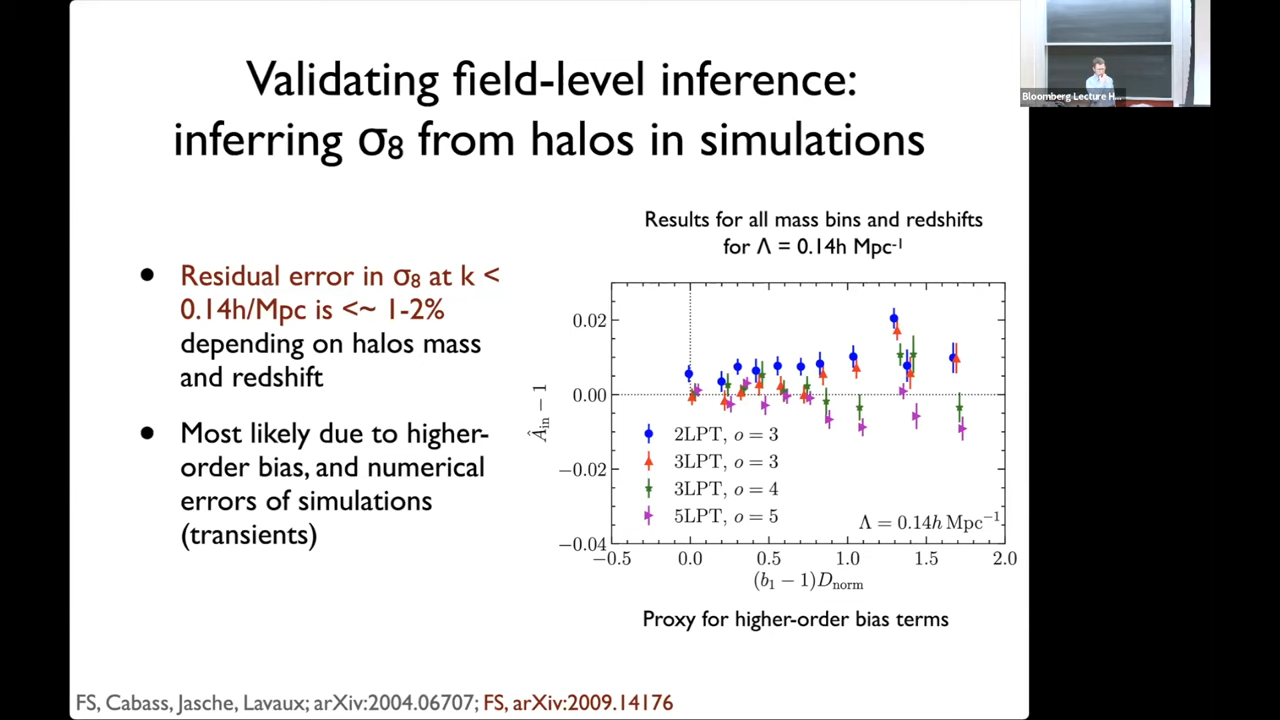 Validating field-level inference:
inferring σ8 from halos in simulations
Bloomberg Lecture H...
Results for all mass bins and redshifts
for Λ = 0.14h Mpc⁻¹
• Residual error in σ8 at k <
0.14h/Mpc is <~ 1-2%
depending on halos mass
and redshift
• Most likely due to higher-
order bias, and numerical
errors of simulations
(transients)
0.02
0.00
−0.02
−0.04
Â_in − 1
2LPT, o = 3
3LPT, o = 3
3LPT, o = 4
5LPT, o = 5
Λ = 0.14h Mpc⁻¹
−0.5 0.0 0.5 1.0 1.5 2.0
(b₁ − 1)D_norm
Proxy for higher-order bias terms
FS, Cabass, Jasche, Lavaux; arXiv:2004.06707; FS, arXiv:2009.14176